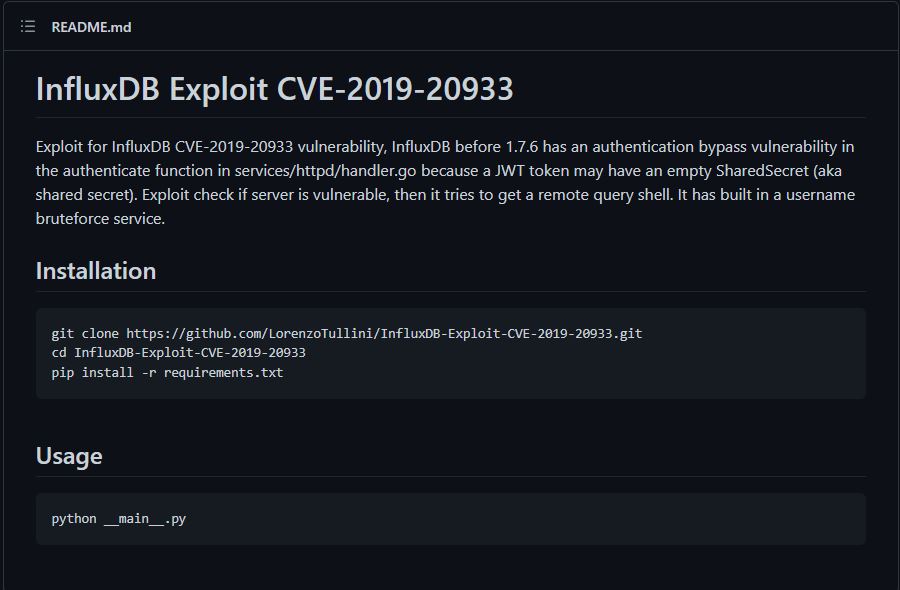 README.md
InfluxDB Exploit CVE-2019-20933
Exploit for InfluxDB CVE-2019-20933 vulnerability, InfluxDB before 1.7.6 has an authentication bypass vulnerability in
the authenticate function in services/httpd/handler.go because a JWT token may have an empty SharedSecret (aka
shared secret). Exploit check if server is vulnerable, then it tries to get a remote query shell. It has built in a username
bruteforce service.
Installation
git clone https://github.com/LorenzoTullini/InfluxDB-Exploit-CVE-2019-20933.git
cd InfluxDB-Exploit-CVE-2019-20933
pip install -r requirements.txt
Usage
python __main__.py